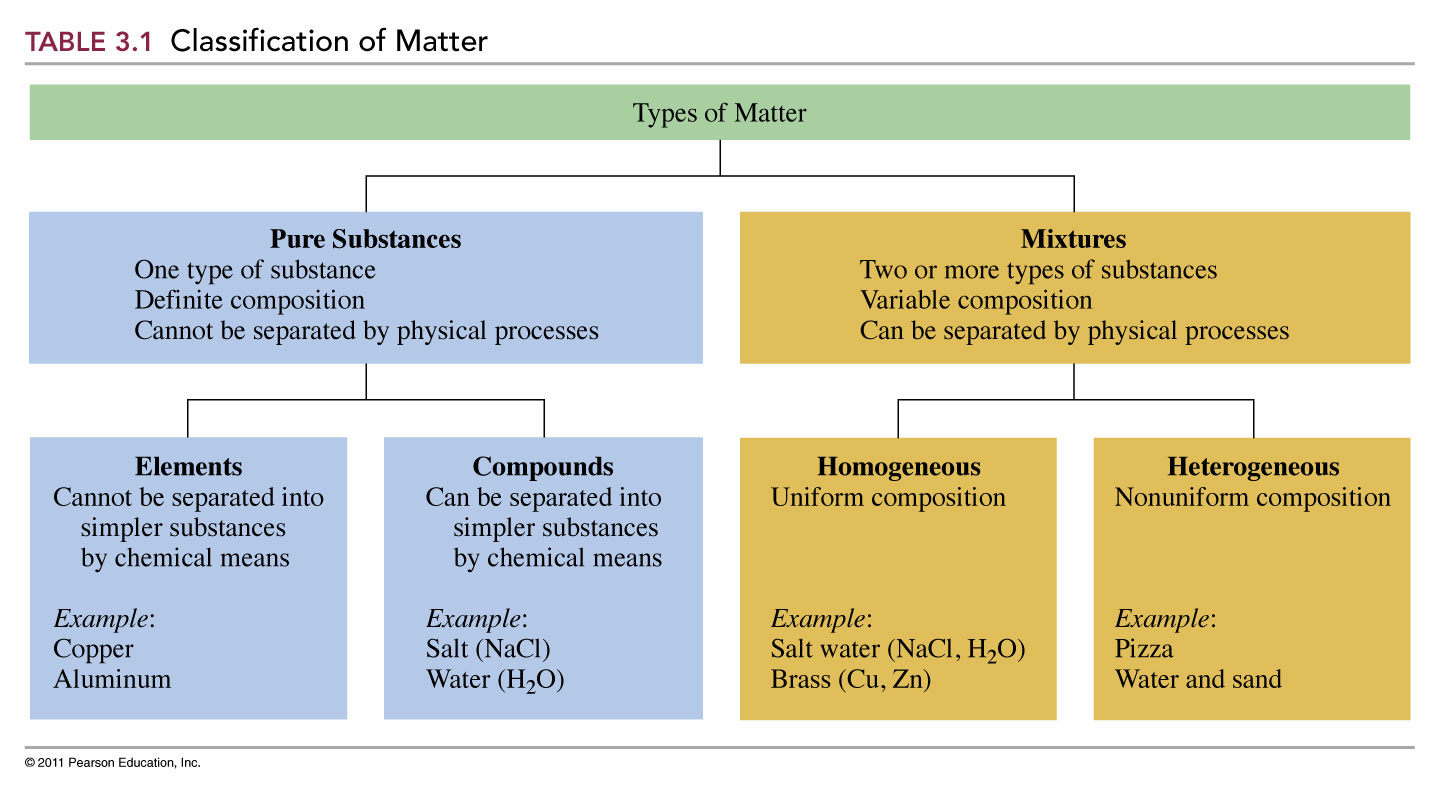 TABLE 3.1 Classification of Matter
Types of Matter
Pure Substances
One type of substance
Definite composition
Cannot be separated by physical processes
Mixtures
Two or more types of substances
Variable composition
Can be separated by physical processes
Elements
Cannot be separated into
simpler substances
by chemical means
Example:
Copper
Aluminum
Compounds
Can be separated into
simpler substances
by chemical means
Example:
Salt (NaCl)
Water (H₂O)
Homogeneous
Uniform composition
Example:
Salt water (NaCl, H₂O)
Brass (Cu, Zn)
Heterogeneous
Nonuniform composition
Example:
Pizza
Water and sand
© 2011 Pearson Education, Inc.